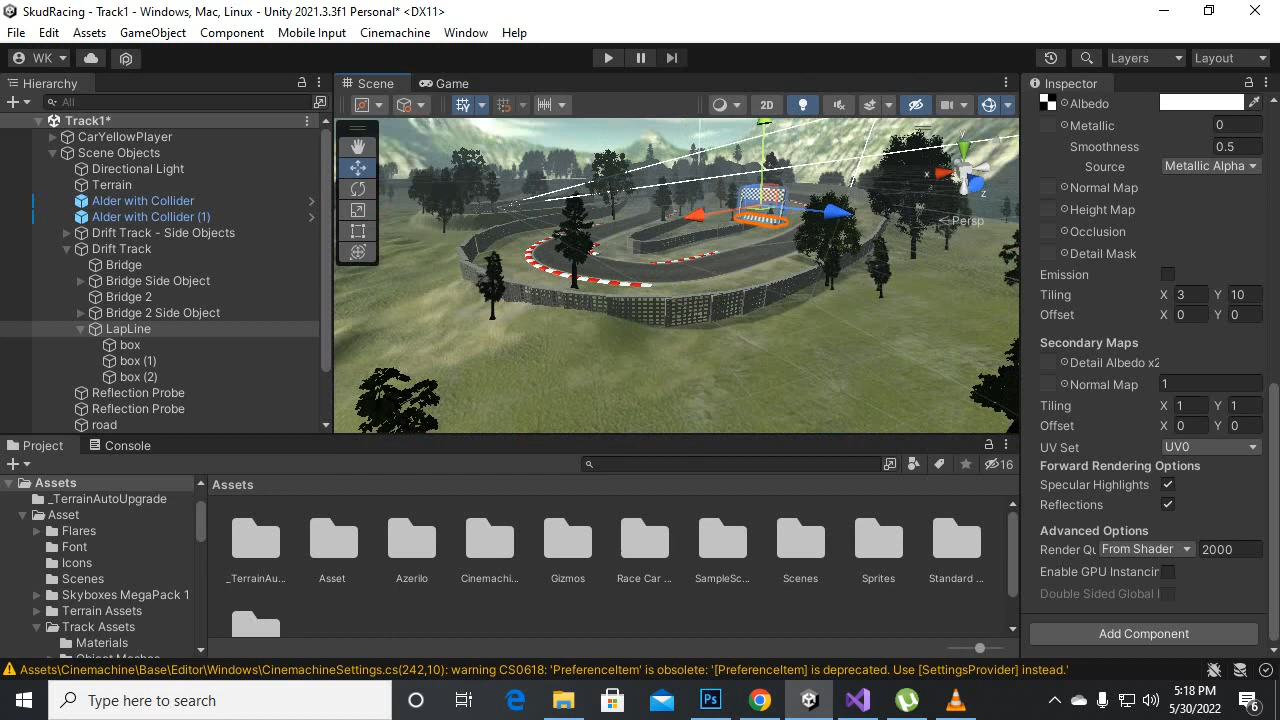 SkudRacing - Track1 - Windows, Mac, Linux - Unity 2021.3.3f1 Personal* <DX11>
File Edit Assets GameObject Component Mobile Input Cinemachine Window Help
WK Layers Layout
Hierarchy
All
Track1*
CarYellowPlayer
Scene Objects
Directional Light
Terrain
Alder with Collider
Alder with Collider (1)
Drift Track - Side Objects
Drift Track
Bridge
Bridge Side Object
Bridge 2
Bridge 2 Side Object
LapLine
box
box (1)
box (2)
Reflection Probe
Reflection Probe
road
Scene Game
2D
y
x
z
Persp
Inspector
Albedo
Metallic 0
Smoothness 0.5
Source Metallic Alpha
Normal Map
Height Map
Occlusion
Detail Mask
Emission
Tiling X 3 Y 10
Offset X 0 Y 0
Secondary Maps
Detail Albedo x2
Normal Map 1
Tiling X 1 Y 1
Offset X 0 Y 0
UV Set UV0
Forward Rendering Options
Specular Highlights
Reflections
Advanced Options
Render Qu From Shader 2000
Enable GPU Instancin
Double Sided Global I
Add Component
Project Console
16
Assets
_TerrainAutoUpgrade
Asset
Flares
Font
Icons
Scenes
Skyboxes MegaPack 1
Terrain Assets
Track Assets
Materials
Object Meshes
Assets
_TerrainAu... Asset Azerilo Cinemachi... Gizmos Race Car ... SampleSc... Scenes Sprites Standard ...
Assets\Cinemachine\Base\Editor\Windows\CinemachineSettings.cs(242,10): warning CS0618: 'PreferenceItem' is obsolete: '[PreferenceItem] is deprecated. Use [SettingsProvider] instead.'
Type here to search
Ps
5:18 PM
5/30/2022
6